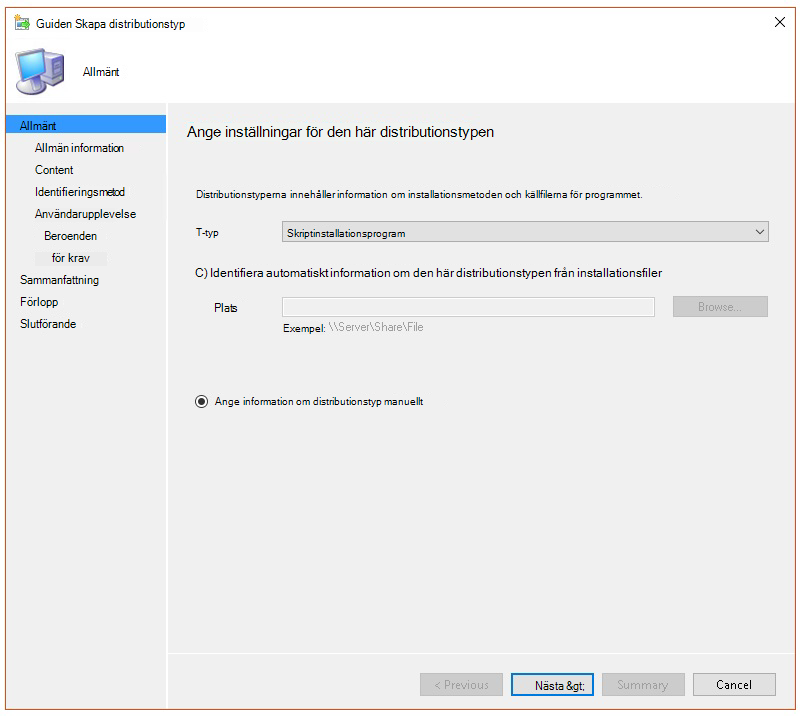 Guiden Skapa distributionstyp
Allmänt
Allmänt
Allmän information
Content
Identifieringsmetod
Användarupplevelse
Beroenden
för krav
Sammanfattning
Förlopp
Slutförande
Ange inställningar för den här distributionstypen
Distributionstyperna innehåller information om installationsmetoden och källfilerna för programmet.
T-typ
Skriptinstallationsprogram
C) Identifiera automatiskt information om den här distributionstypen från installationsfiler
Plats
Browse...
Exempel: \\Server\Share\File
Ange information om distributionstyp manuellt
< Previous
Nästa &gt;
Summary
Cancel